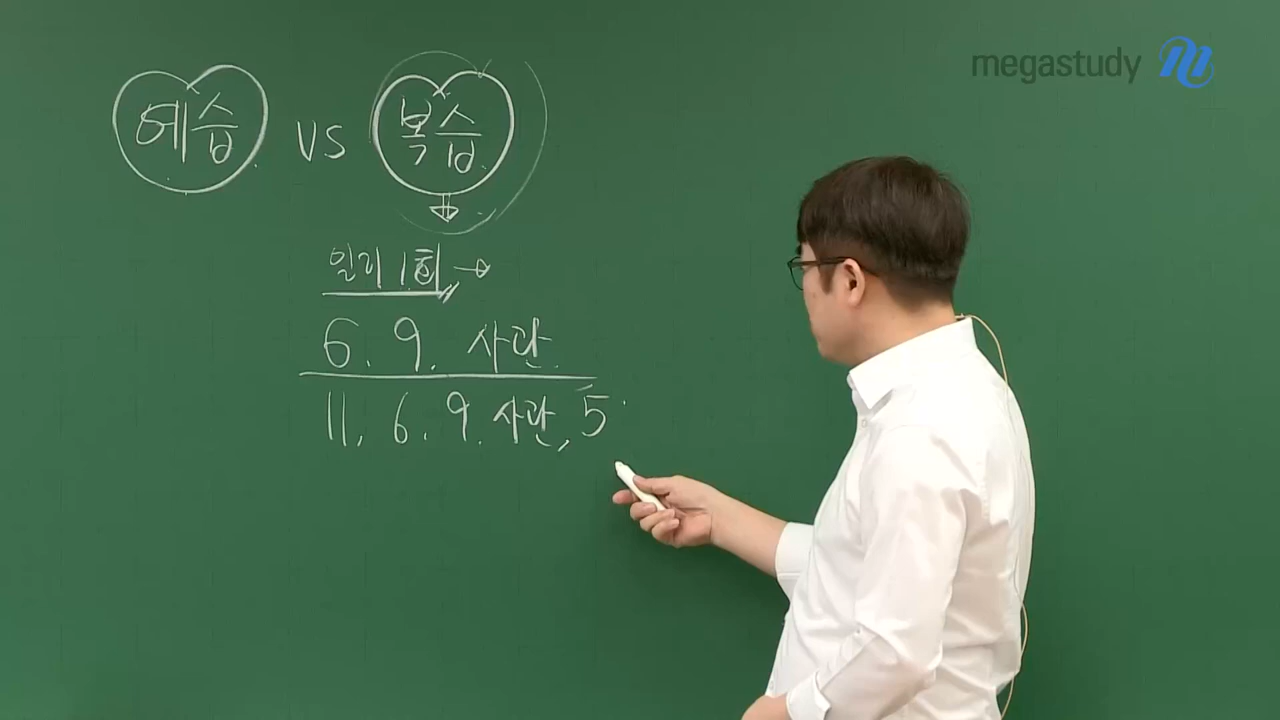 megastudy
예습 VS 복습
일리 1회 →
6. 9. 사관.
11, 6. 9. 사관, 5